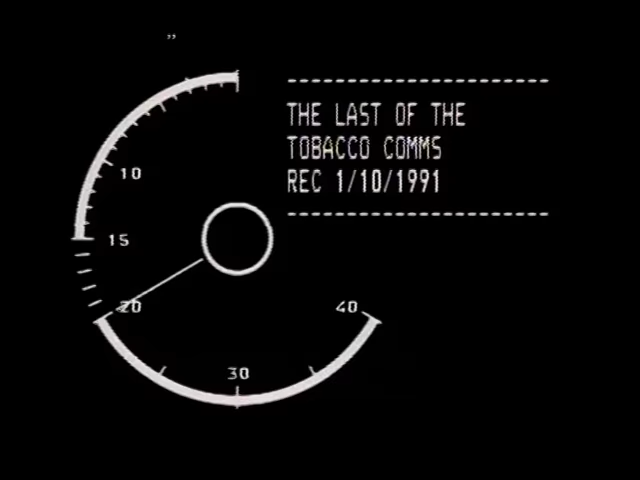 ”
THE LAST OF THE
TOBACCO COMMS
REC 1/10/1991
10
15
20
40
30